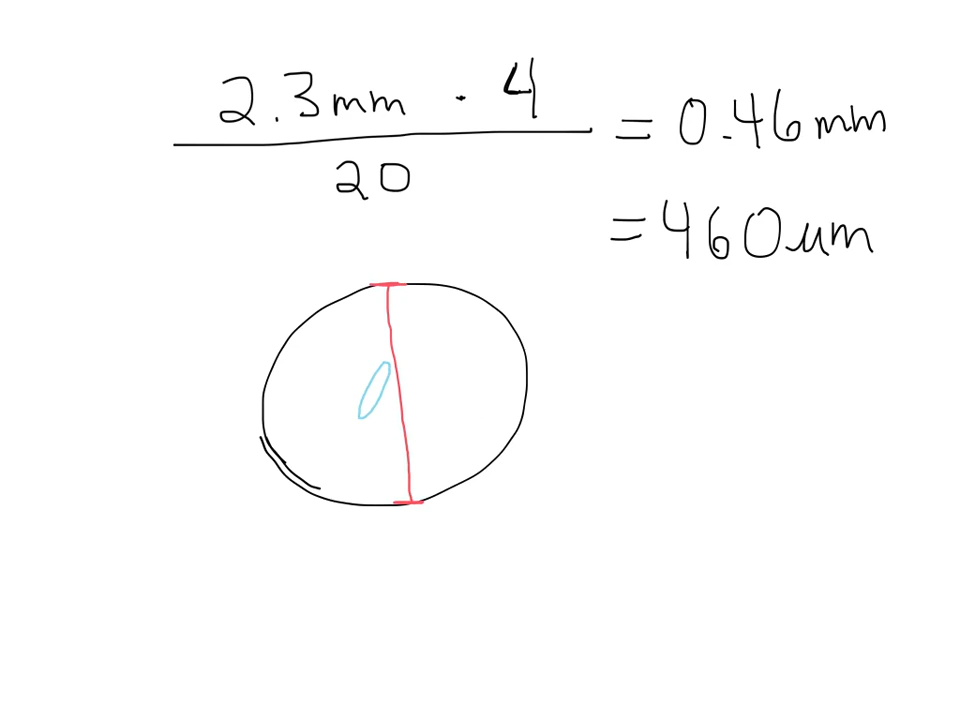 2.3mm · 4
20
= 0.46mm
= 460um